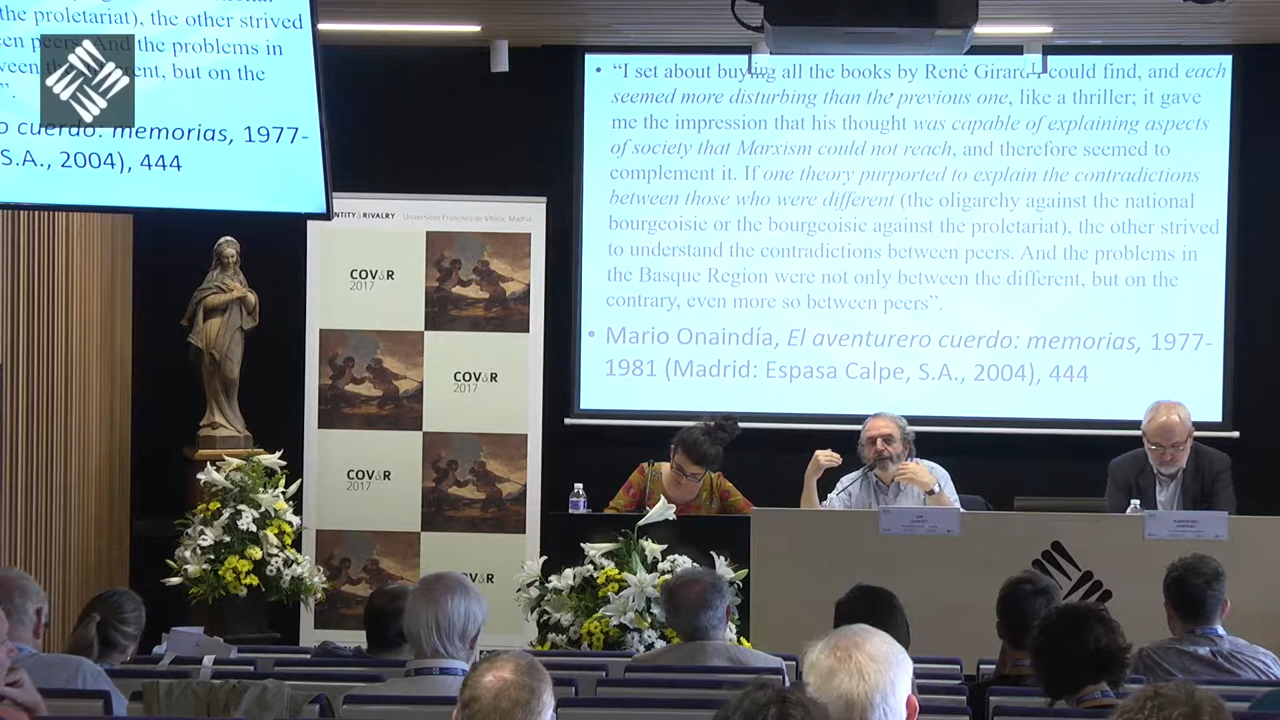 the proletariat), the other strived
een peers. And the problems in
ween the different, but on the
”.
o cuerdo: memorias, 1977-
S.A., 2004), 444
• “I set about buying all the books by René Girard I could find, and each
seemed more disturbing than the previous one, like a thriller; it gave
me the impression that his thought was capable of explaining aspects
of society that Marxism could not reach, and therefore seemed to
complement it. If one theory purported to explain the contradictions
between those who were different (the oligarchy against the national
bourgeoisie or the bourgeoisie against the proletariat), the other strived
to understand the contradictions between peers. And the problems in
the Basque Region were not only between the different, but on the
contrary, even more so between peers”.
• Mario Onaindía, El aventurero cuerdo: memorias, 1977-
1981 (Madrid: Espasa Calpe, S.A., 2004), 444
NTITY & RIVALRY Universidad Francisco de Vitoria, Madrid
COV&R
2017
COV&R
2017
COV&R
2017
V&R